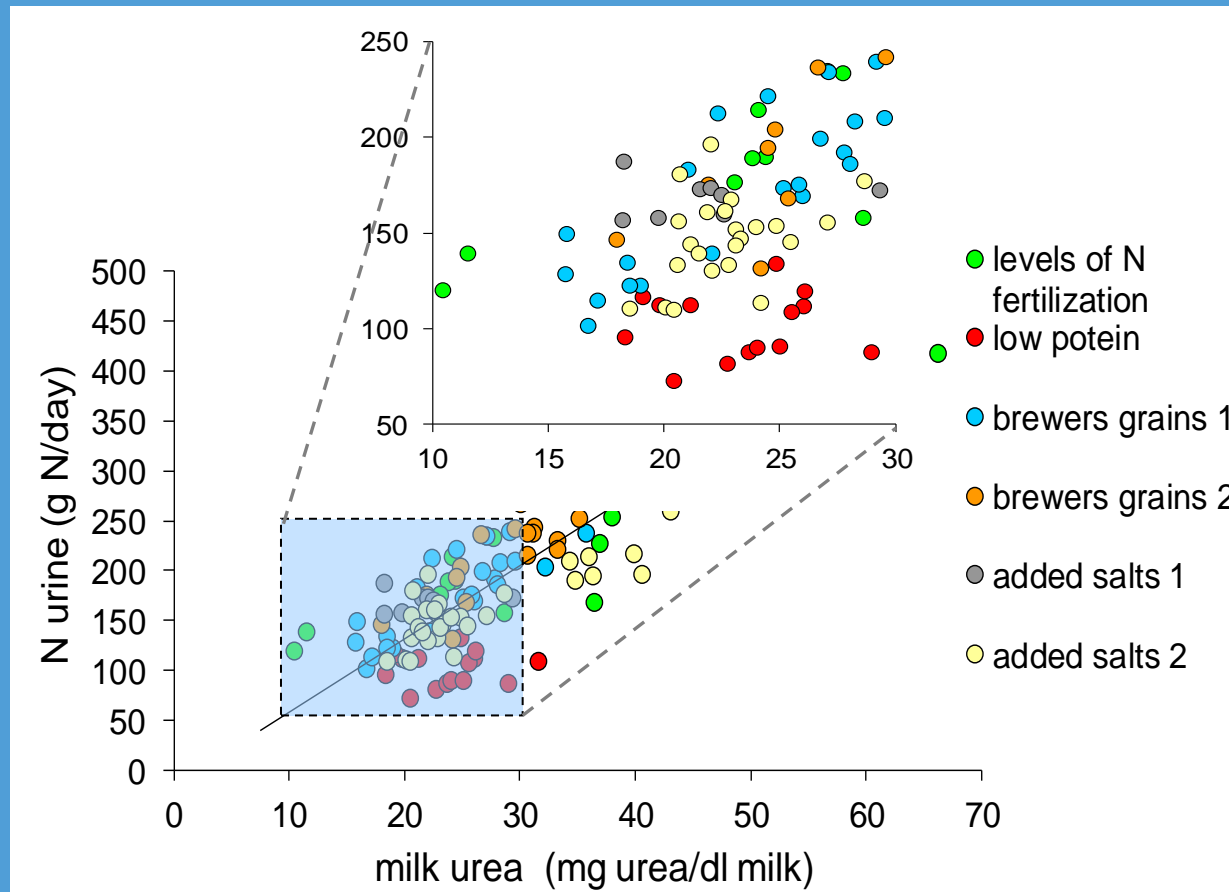 250
200
150
100
50
10 15 20 25 30
500
450
400
350
300
250
200
150
100
50
0
0 10 20 30 40 50 60 70
N urine (g N/day)
milk urea (mg urea/dl milk)
levels of N
fertilization
low potein
brewers grains 1
brewers grains 2
added salts 1
added salts 2